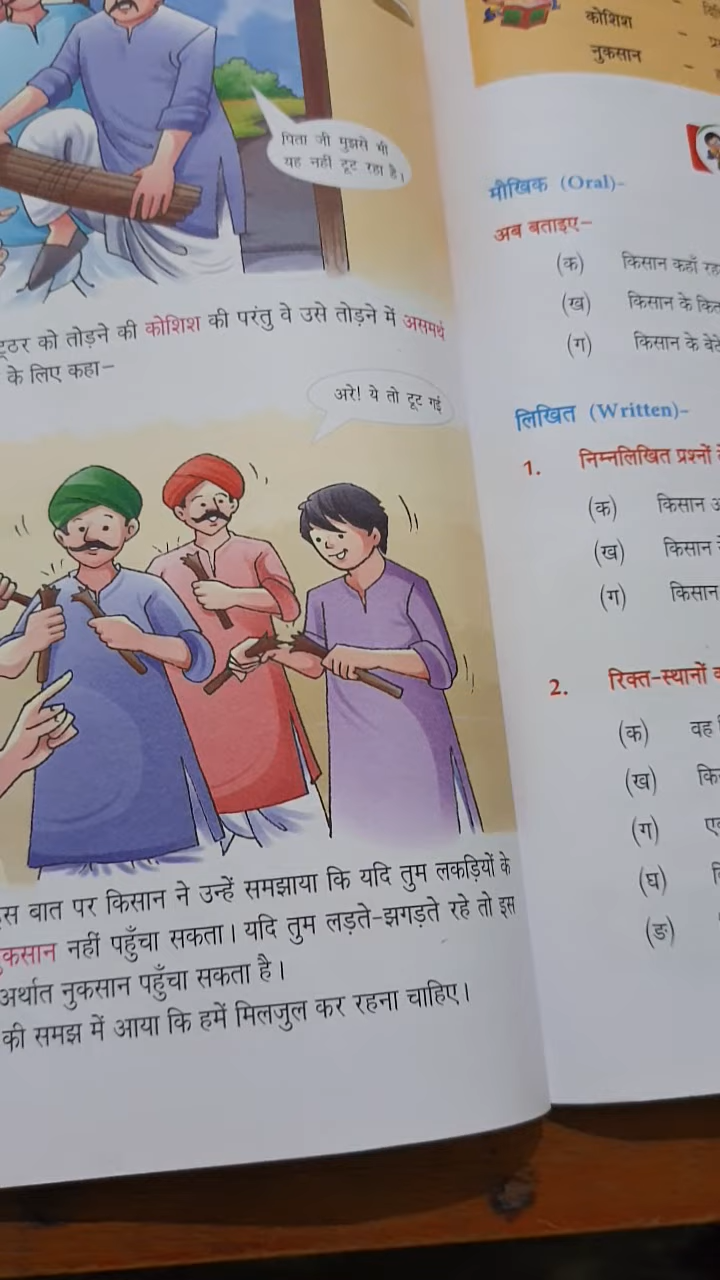 पिता जी मुझसे भी
यह नहीं टूट रहा है।
को तोड़ने की कोशिश की परंतु वे उसे तोड़ने में असमर्थ
के लिए कहा–
अरे! ये तो टूट गई
बात पर किसान ने उन्हें समझाया कि यदि तुम लकड़ियों के
नहीं पहुँचा सकता। यदि तुम लड़ते-झगड़ते रहे तो इस
अर्थात नुकसान पहुँचा सकता है।
की समझ में आया कि हमें मिलजुल कर रहना चाहिए।
कोशिश –
नुकसान –
मौखिक (Oral)–
अब बताइए–
(क) किसान कहाँ
(ख) किसान के
(ग) किसान के
लिखित (Written)–
1. निम्नलिखित प्रश्नों
(क) किसान
(ख) किसान
(ग) किसान
2. रिक्त-स्थानों
(क) वह
(ख)
(ग)
(घ)
(ङ)